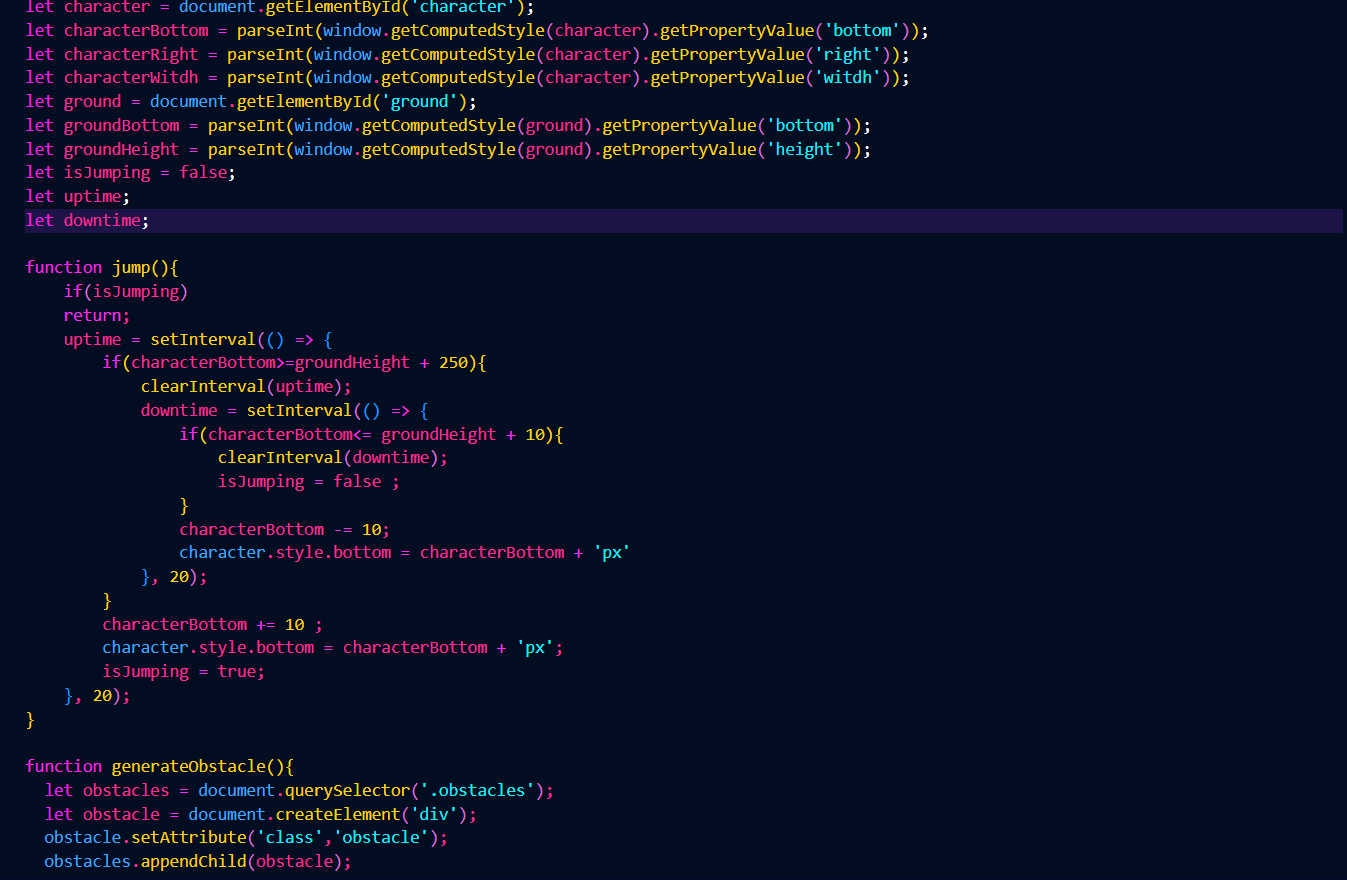 let character = document.getElementById('character');
let characterBottom = parseInt(window.getComputedStyle(character).getPropertyValue('bottom'));
let characterRight = parseInt(window.getComputedStyle(character).getPropertyValue('right'));
let characterWitdh = parseInt(window.getComputedStyle(character).getPropertyValue('witdh'));
let ground = document.getElementById('ground');
let groundBottom = parseInt(window.getComputedStyle(ground).getPropertyValue('bottom'));
let groundHeight = parseInt(window.getComputedStyle(ground).getPropertyValue('height'));
let isJumping = false;
let uptime;
let downtime;

function jump(){
    if(isJumping)
    return;
    uptime = setInterval(() => {
        if(characterBottom>=groundHeight + 250){
            clearInterval(uptime);
            downtime = setInterval(() => {
                if(characterBottom<= groundHeight + 10){
                    clearInterval(downtime);
                    isJumping = false ;
                }
                characterBottom -= 10;
                character.style.bottom = characterBottom + 'px'
            }, 20);
        }
        characterBottom += 10 ;
        character.style.bottom = characterBottom + 'px';
        isJumping = true;
    }, 20);
}

function generateObstacle(){
  let obstacles = document.querySelector('.obstacles');
  let obstacle = document.createElement('div');
  obstacle.setAttribute('class','obstacle');
  obstacles.appendChild(obstacle);